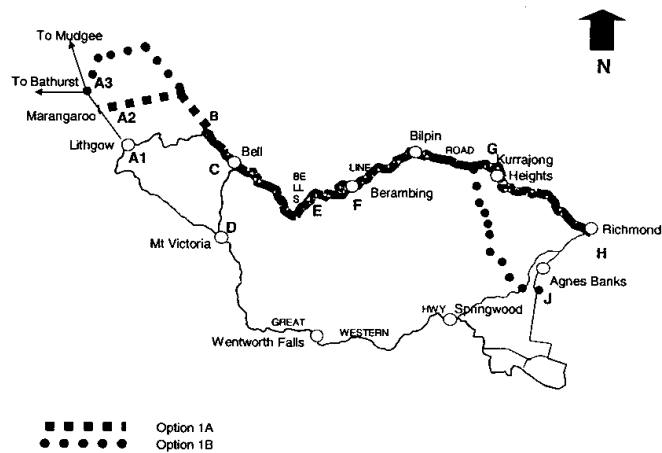 To Mudgee
N
To Bathurst
A3
Marangaroo
A2
B
Lithgow
A1
Bell
C
BE
LL
S
E
LINE
F
Berambing
Bilpin
ROAD
G
Kurrajong
Heights
D
Mt Victoria
Richmond
H
Agnes Banks
J
GREAT
WESTERN
HWY
Springwood
Wentworth Falls
Option 1A
Option 1B